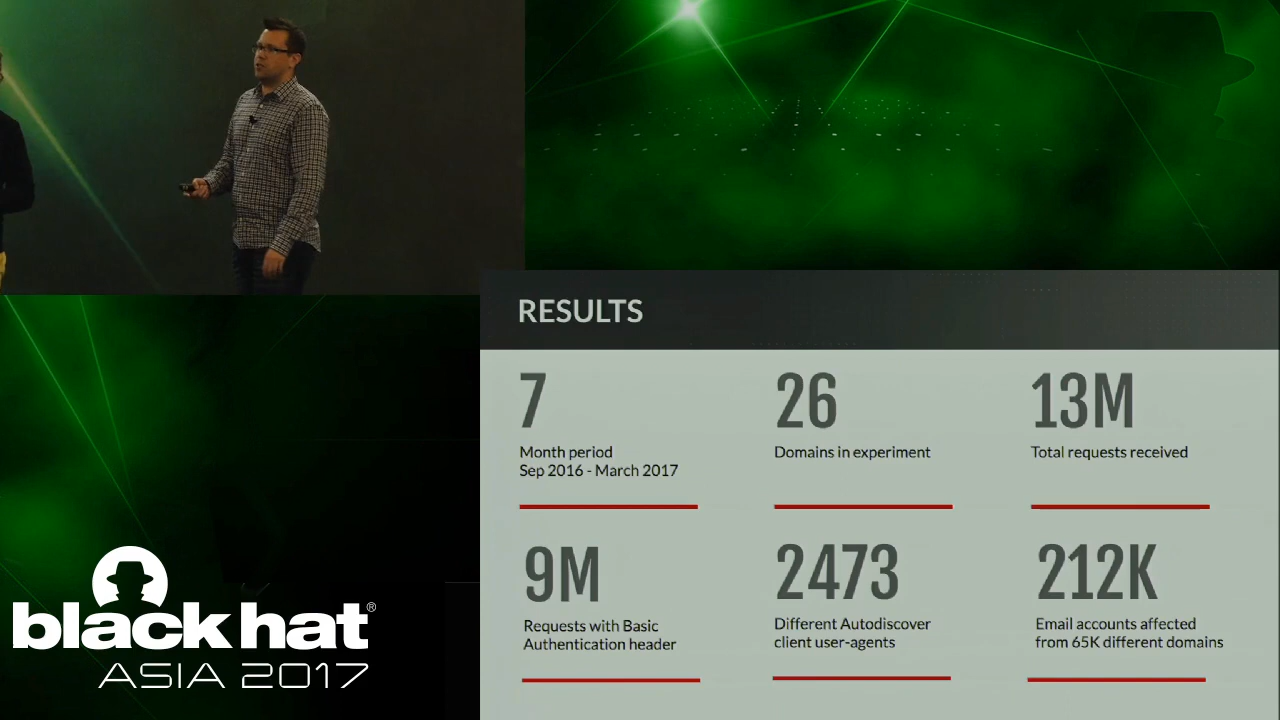 RESULTS
7
Month period
Sep 2016 - March 2017
26
Domains in experiment
13M
Total requests received
9M
Requests with Basic
Authentication header
2473
Different Autodiscover
client user-agents
212K
Email accounts affected
from 65K different domains
black hat®
ASIA 2017